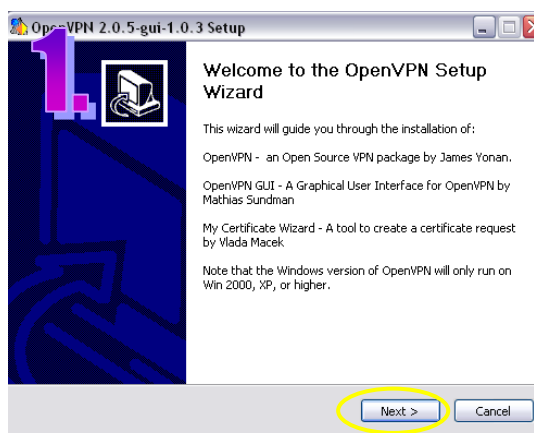 OpenVPN 2.0.5-gui-1.0.3 Setup
1.
Welcome to the OpenVPN Setup
Wizard
This wizard will guide you through the installation of:
OpenVPN - an Open Source VPN package by James Yonan.
OpenVPN GUI - A Graphical User Interface for OpenVPN by
Mathias Sundman
My Certificate Wizard - A tool to create a certificate request
by Vlada Macek
Note that the Windows version of OpenVPN will only run on
Win 2000, XP, or higher.
Next >
Cancel